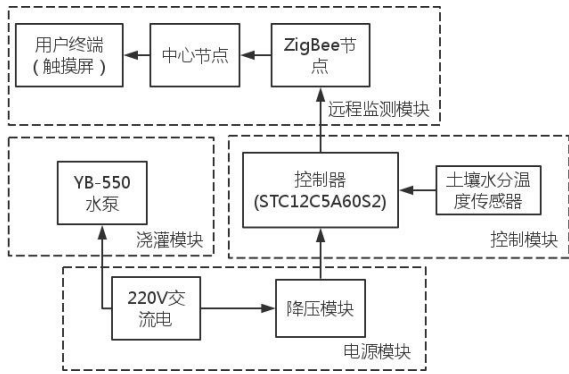 用户终端
（触摸屏）
中心节点
ZigBee节
点
远程监测模块
YB-550
水泵
浇灌模块
控制器
(STC12C5A60S2)
土壤水分温
度传感器
控制模块
220V交
流电
降压模块
电源模块